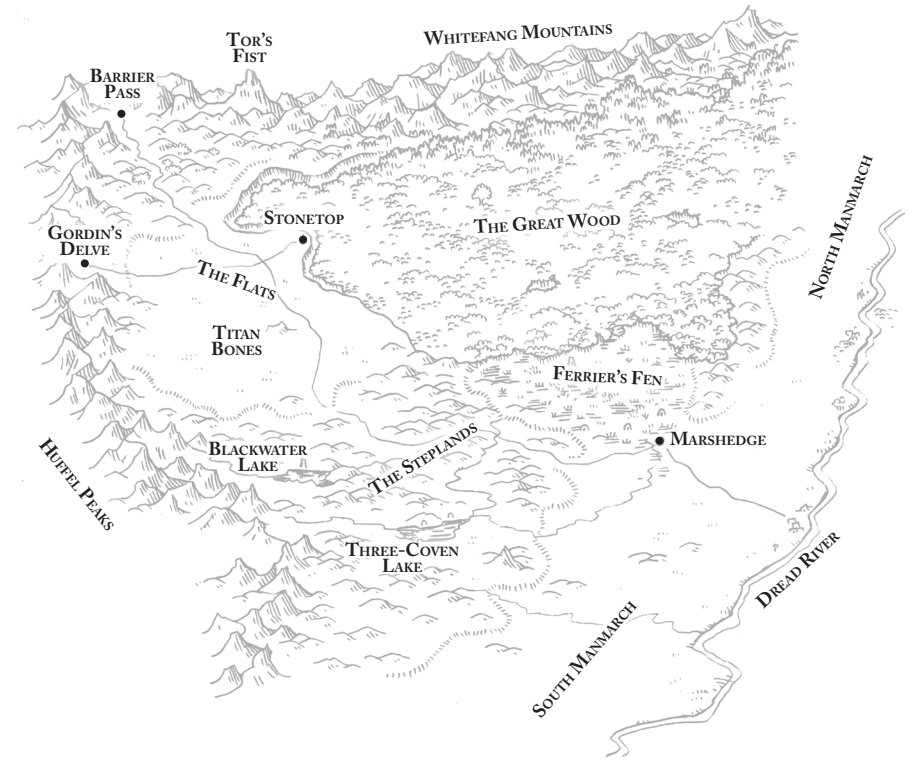 Whitefang Mountains
Tor's
Fist
Barrier
Pass
North Manmarch
Stonetop
The Great Wood
Gordin's
Delve
The Flats
Titan
Bones
Ferrier's Fen
Marshedge
Blackwater
Lake
The Steplands
Huffel Peaks
Three-Coven
Lake
Dread River
South Manmarch